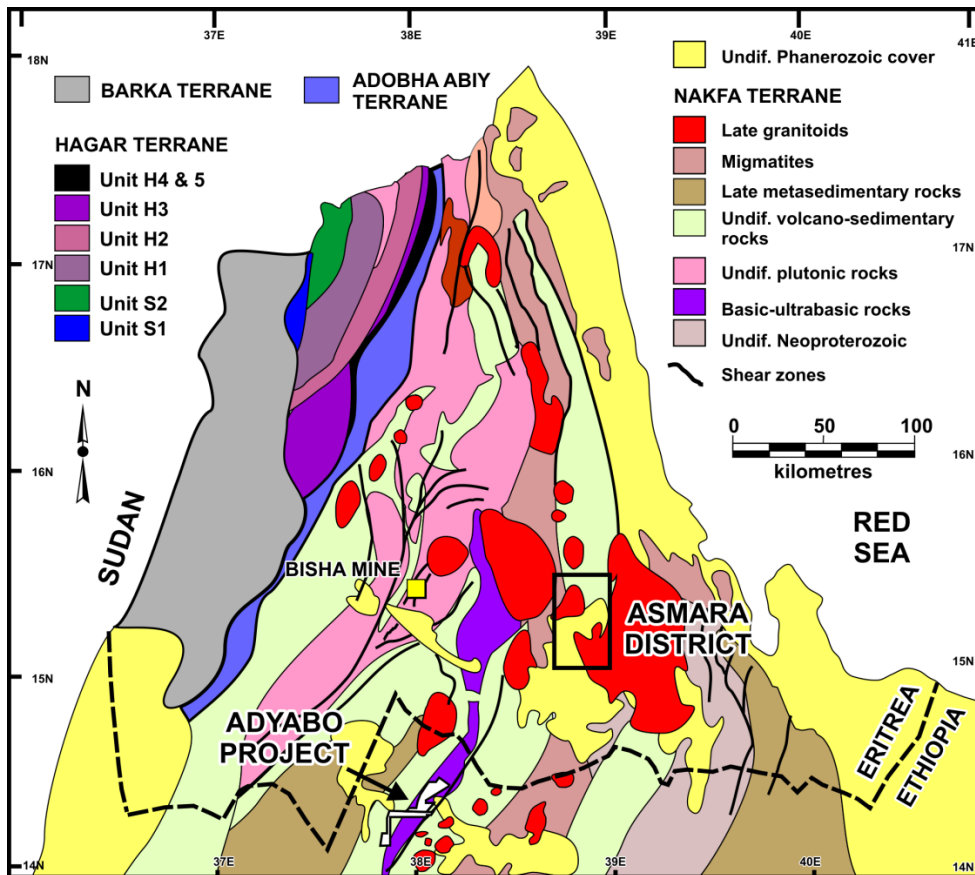 37E
38E
39E
40E
41E
18N
18N
BARKA TERRANE
ADOBHA ABIY
TERRANE
HAGAR TERRANE
Unit H4 & 5
Unit H3
Unit H2
Unit H1
Unit S2
Unit S1
Undif. Phanerozoic cover
NAKFA TERRANE
Late granitoids
Migmatites
Late metasedimentary rocks
Undif. volcano-sedimentary
rocks
Undif. plutonic rocks
Basic-ultrabasic rocks
Undif. Neoproterozoic
Shear zones
17N
17N
N
0 50 100
kilometres
16N
16N
SUDAN
RED
SEA
BISHA MINE
ASMARA
DISTRICT
15N
15N
ADYABO
PROJECT
ERITREA
ETHIOPIA
14N
14N
37E
38E
39E
40E